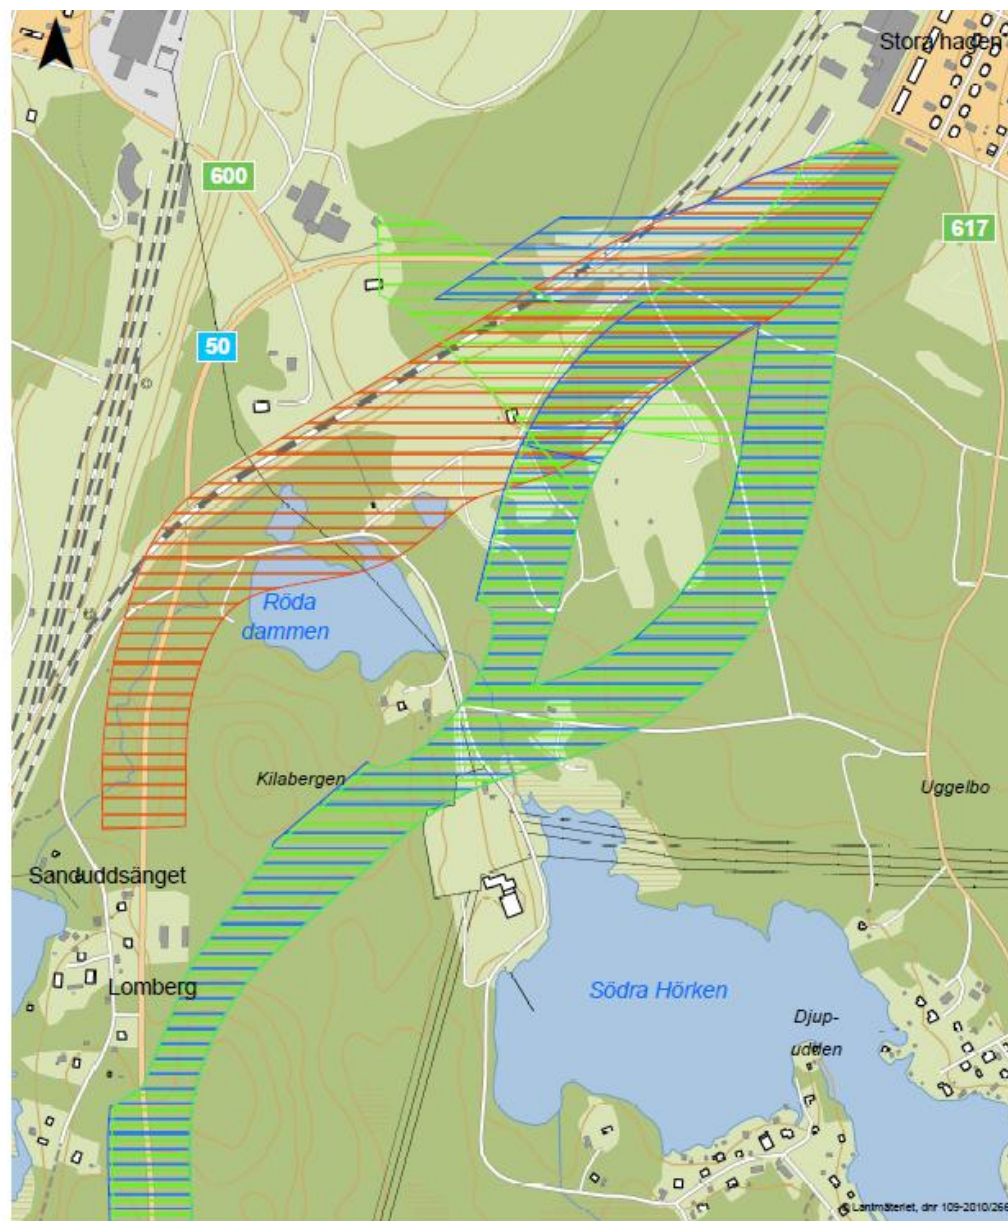 Stora hagen
600
617
50
Röda
dammen
Kilabergen
Uggelbo
Sanduddsänget
Lomberg
Södra Hörken
Djup-
udden
Lantmäteriet, dnr 109-2010/266